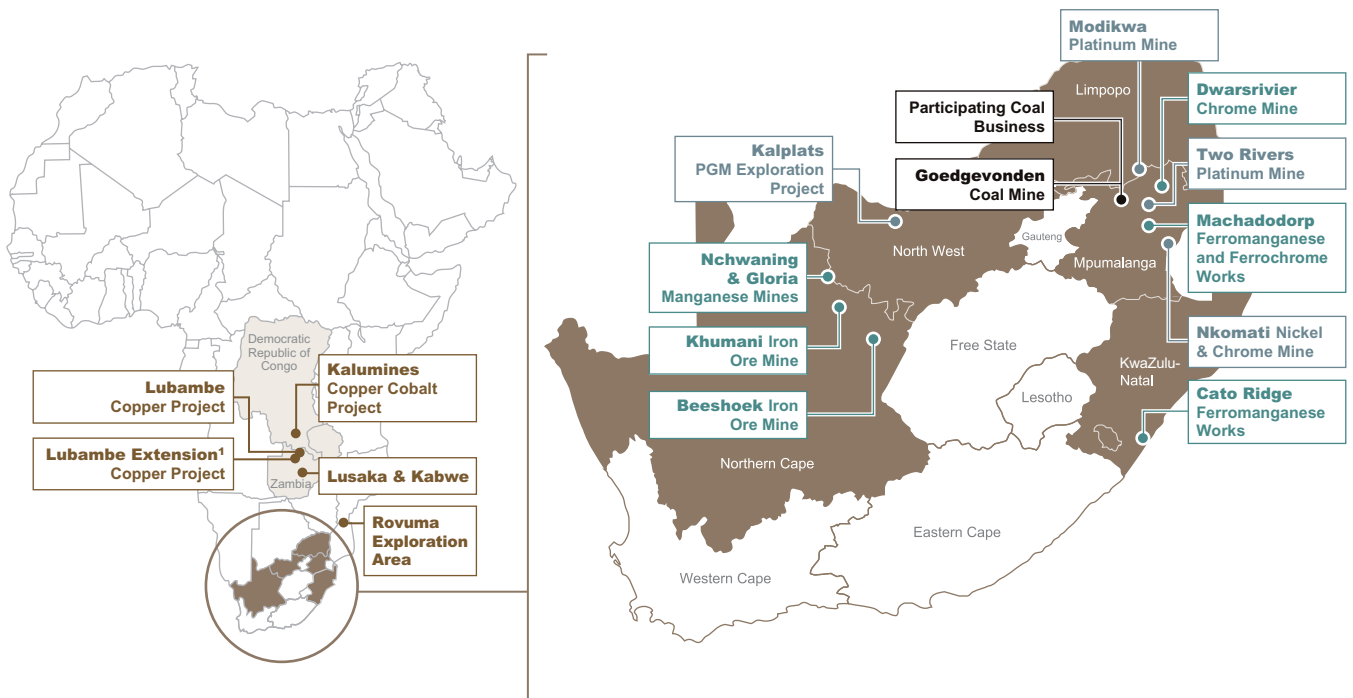 Democratic
Republic of
Congo
Lubambe
Copper Project
Kalumines
Copper Cobalt
Project
Lubambe Extension¹
Copper Project
Zambia
Lusaka & Kabwe
Rovuma
Exploration
Area
Modikwa
Platinum Mine
Limpopo
Dwarsrivier
Chrome Mine
Participating Coal
Business
Kalplats
PGM Exploration
Project
Goedgevonden
Coal Mine
Two Rivers
Platinum Mine
Machadodorp
Ferromanganese
and Ferrochrome
Works
Gauteng
North West
Mpumalanga
Nchwaning
& Gloria
Manganese Mines
Khumani Iron
Ore Mine
Free State
Nkomati Nickel
& Chrome Mine
KwaZulu-
Natal
Lesotho
Beeshoek Iron
Ore Mine
Cato Ridge
Ferromanganese
Works
Northern Cape
Eastern Cape
Western Cape